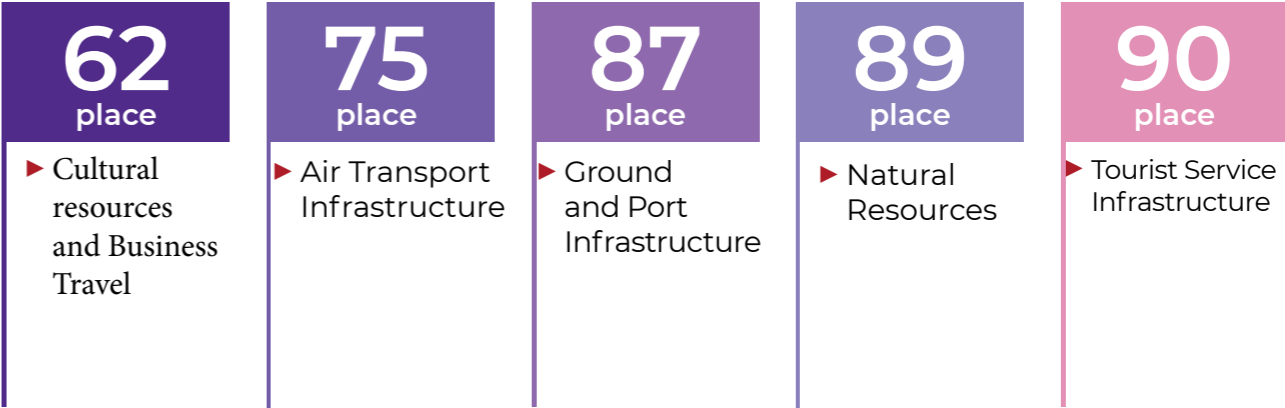 62
place
► Cultural
resources
and Business
Travel
75
place
► Air Transport
Infrastructure
87
place
► Ground
and Port
Infrastructure
89
place
► Natural
Resources
90
place
► Tourist Service
Infrastructure